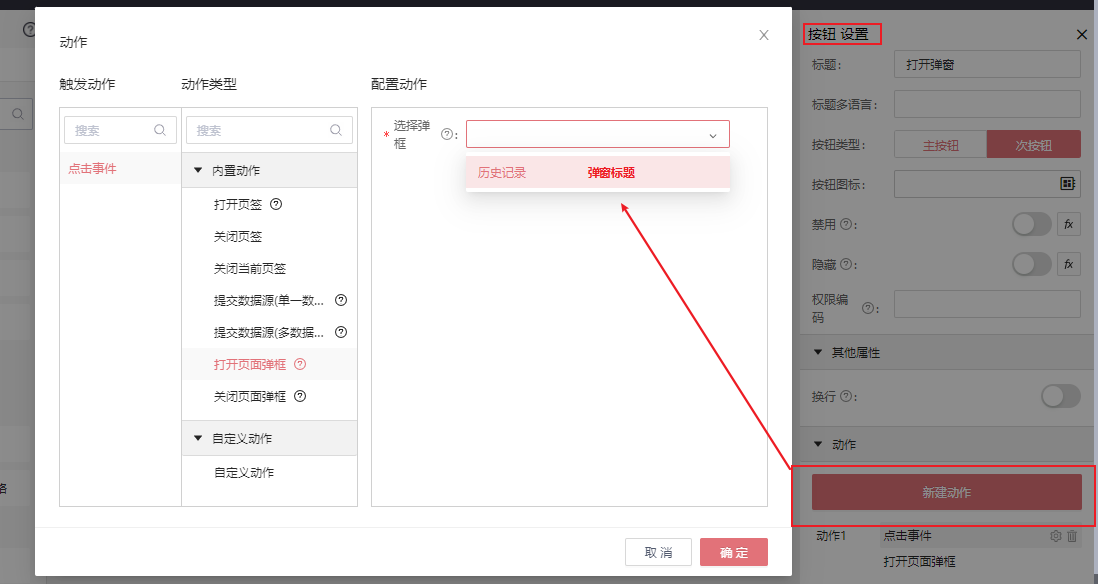 动作
触发动作
动作类型
配置动作
搜索
点击事件
搜索
内置动作
打开页签
关闭页签
关闭当前页签
提交数据源(单一数...
提交数据源(多数据...
打开页面弹框
关闭页面弹框
自定义动作
自定义动作
* 选择弹框 :
历史记录 弹窗标题
取 消
确 定
按钮 设置
标题:
打开弹窗
标题多语言:
按钮类型:
主按钮
次按钮
按钮图标:
禁用 :
fx
隐藏 :
fx
权限编码 :
其他属性
换行 :
动作
新建动作
动作1
点击事件
打开页面弹框